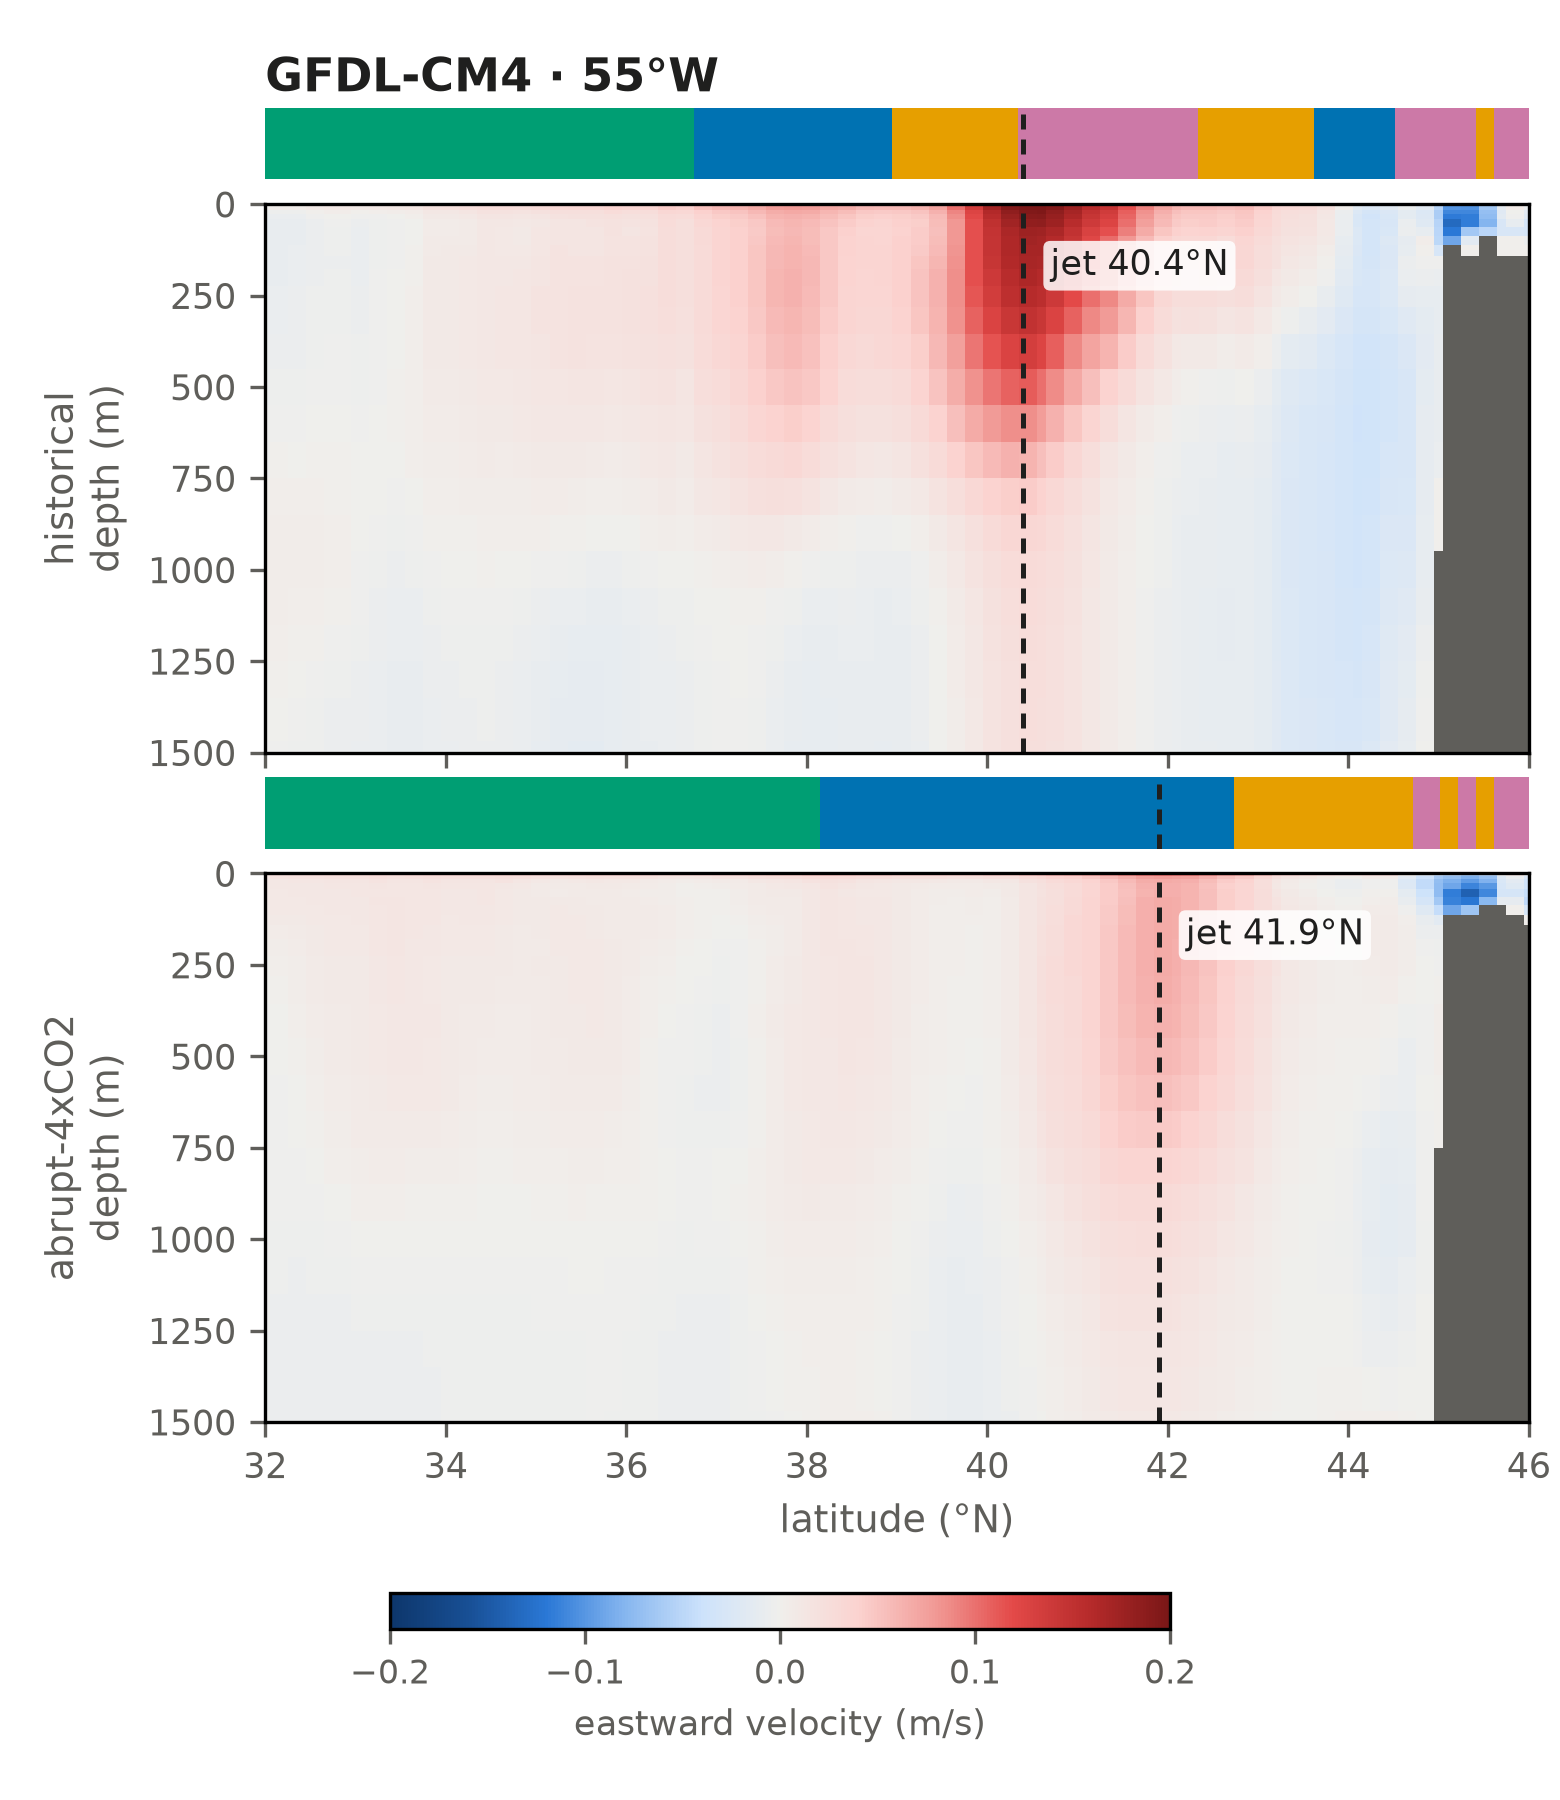 GFDL-CM4 · 55°W
0
250
500
750
1000
1250
1500
historical
depth (m)
jet 40.4°N
0
250
500
750
1000
1250
1500
abrupt-4xCO2
depth (m)
jet 41.9°N
32 34 36 38 40 42 44 46
latitude (°N)
−0.2 −0.1 0.0 0.1 0.2
eastward velocity (m/s)